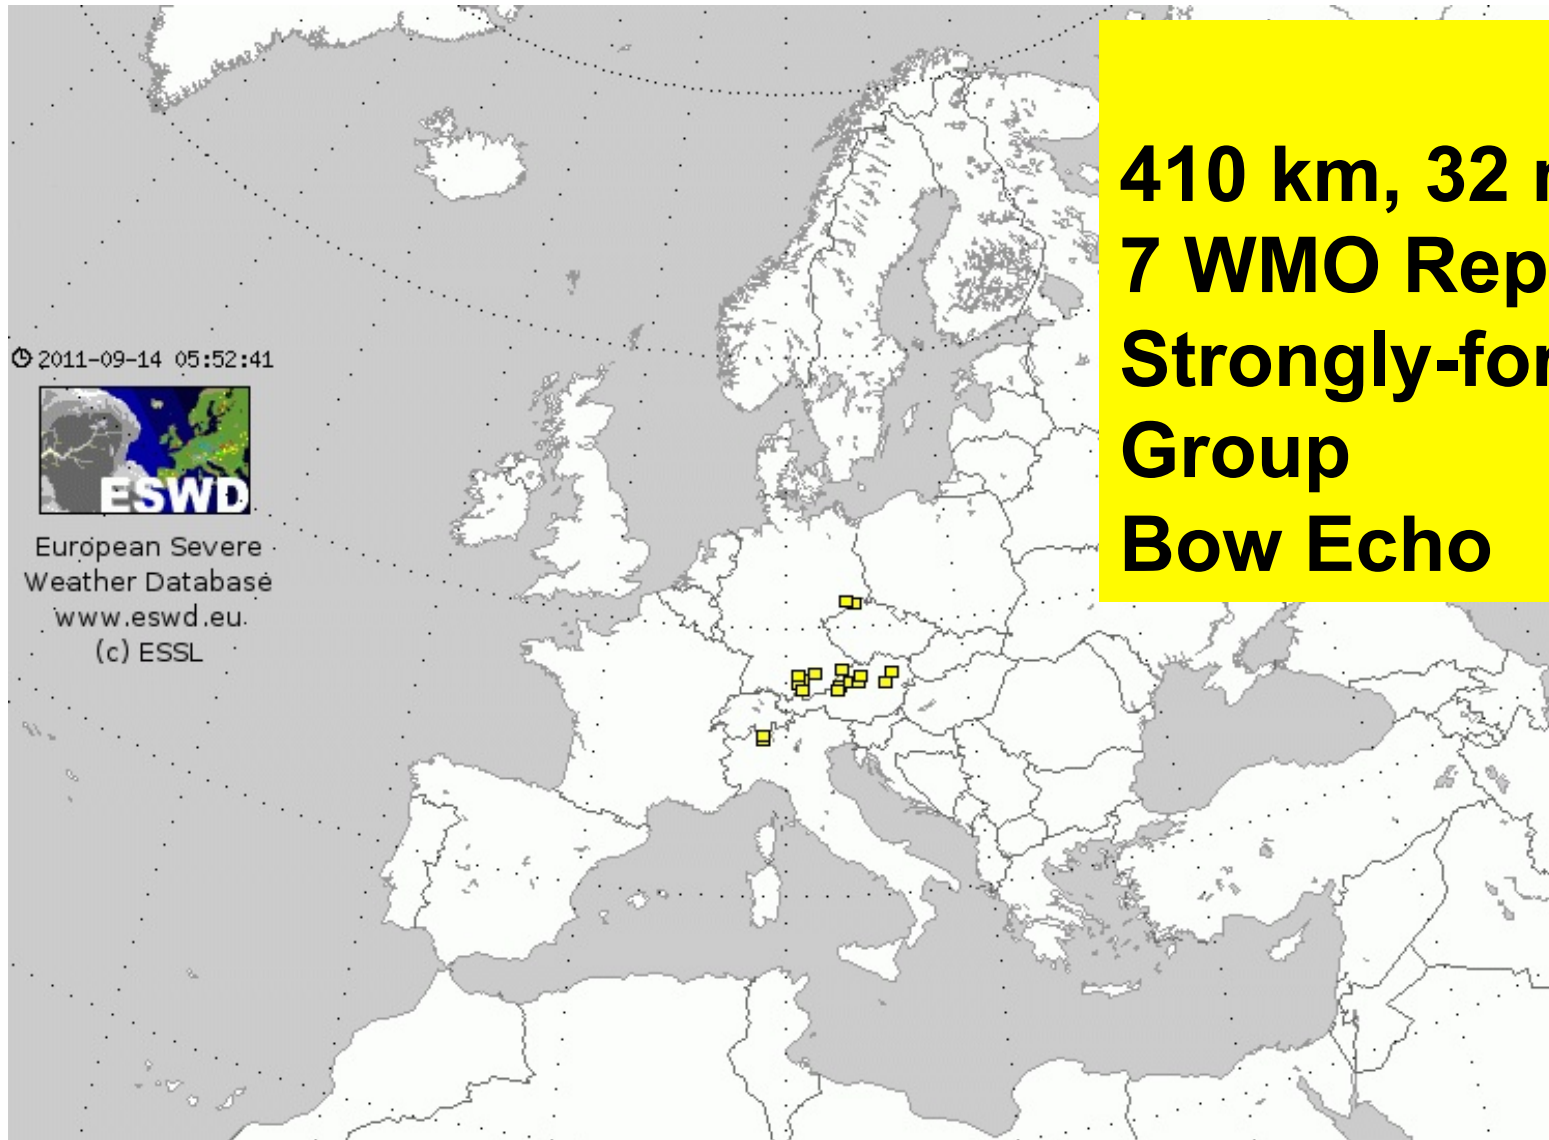 410 km, 32
7 WMO Rep
Strongly-for
Group
Bow Echo
2011-09-14 05:52:41
ESWD
European Severe
Weather Database
www.eswd.eu
(c) ESSL